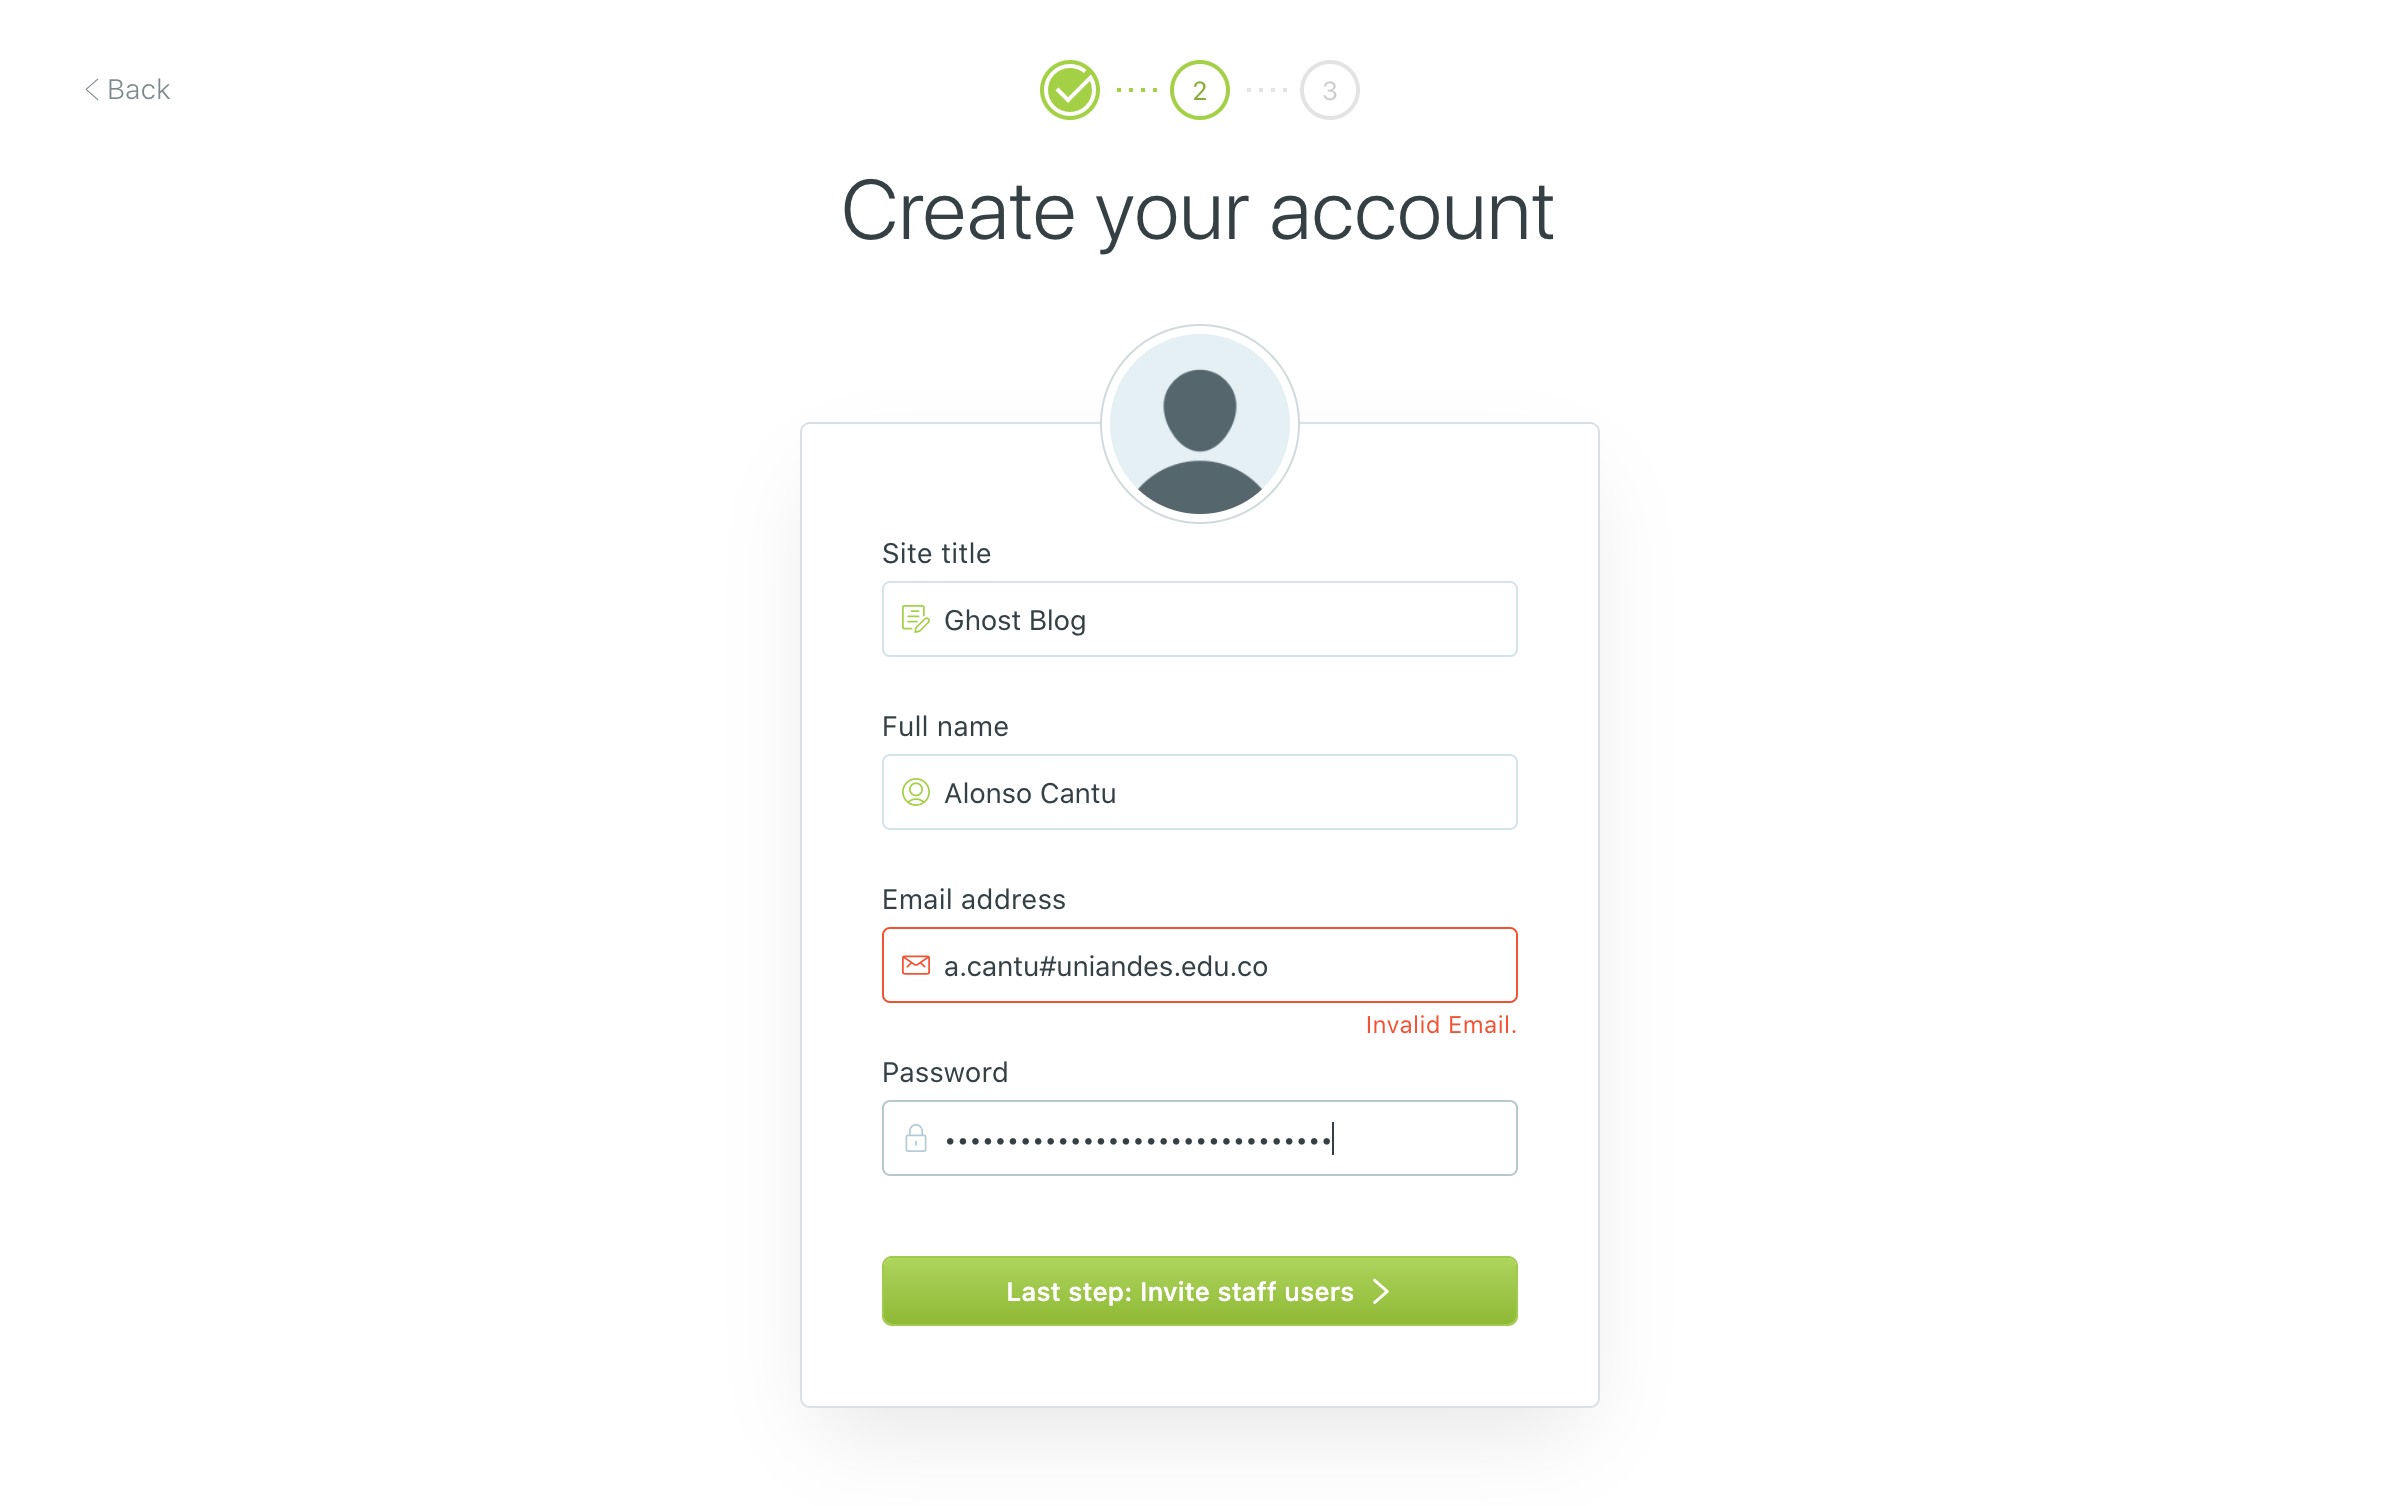 Back
2
3
Create your account
Site title
Ghost Blog
Full name
Alonso Cantu
Email address
a.cantu#uniandes.edu.co
Invalid Email.
Password
•••••••••••••••••••••••••••••••
Last step: Invite staff users